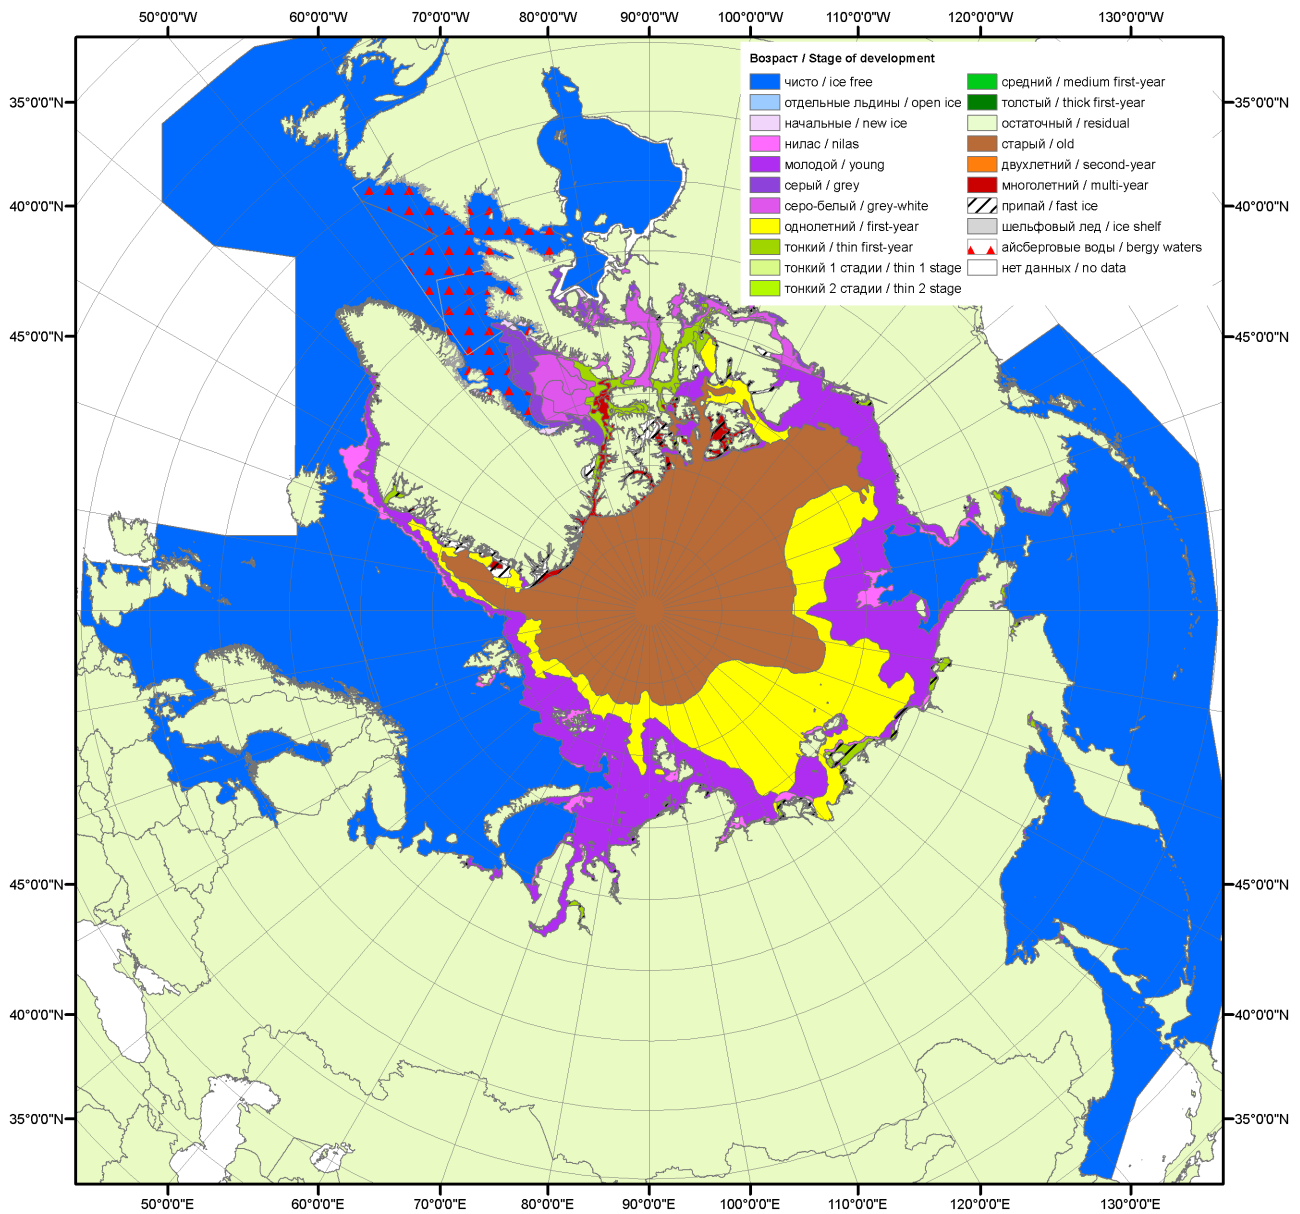 50°0'0"W 60°0'0"W 70°0'0"W 80°0'0"W 90°0'0"W 100°0'0"W 110°0'0"W 120°0'0"W 130°0'0"W
Возраст / Stage of development
чисто / ice free
отдельные льдины / open ice
начальные / new ice
нилас / nilas
молодой / young
серый / grey
серо-белый / grey-white
однолетний / first-year
тонкий / thin first-year
тонкий 1 стадии / thin 1 stage
тонкий 2 стадии / thin 2 stage
средний / medium first-year
толстый / thick first-year
остаточный / residual
старый / old
двухлетний / second-year
многолетний / multi-year
припай / fast ice
шельфовый лед / ice shelf
айсберговые воды / bergy waters
нет данных / no data
35°0'0"N 35°0'0"N
40°0'0"N 40°0'0"N
45°0'0"N 45°0'0"N
45°0'0"N 45°0'0"N
40°0'0"N 40°0'0"N
35°0'0"N 35°0'0"N
50°0'0"E 60°0'0"E 70°0'0"E 80°0'0"E 90°0'0"E 100°0'0"E 110°0'0"E 120°0'0"E 130°0'0"E